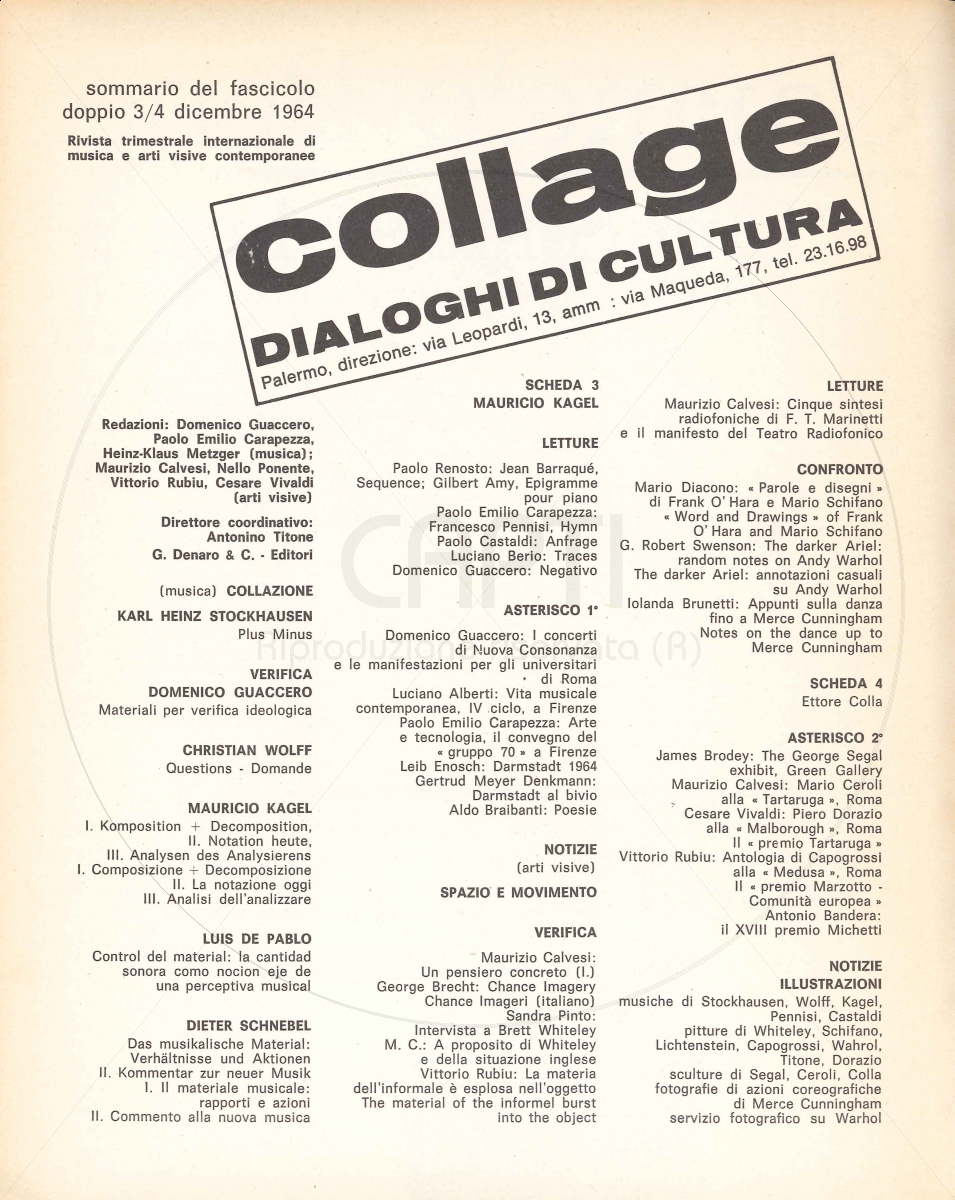 sommario del fascicolo
doppio 3/4 dicembre 1964
Rivista trimestrale internazionale di
musica e arti visive contemporanee
collage
DIALOGHI DI CULTURA
Palermo, direzione: via Leopardi, 13, amm : via Maqueda, 177, tel. 23.16.98
Redazioni: Domenico Guaccero,
Paolo Emilio Carapezza,
Heinz-Klaus Metzger (musica);
Maurizio Calvesi, Nello Ponente,
Vittorio Rubiu, Cesare Vivaldi
(arti visive)
Direttore coordinativo:
Antonino Titone
G. Denaro & C. - Editori
(musica) COLLAZIONE
KARL HEINZ STOCKHAUSEN
Plus Minus
VERIFICA
DOMENICO GUACCERO
Materiali per verifica ideologica
CHRISTIAN WOLFF
Questions - Domande
MAURICIO KAGEL
I. Komposition + Decomposition,
II. Notation heute,
III. Analysen des Analysierens
I. Composizione + Decomposizione
II. La notazione oggi
III. Analisi dell'analizzare
LUIS DE PABLO
Control del material: la cantidad
sonora como nocion eje de
una perceptiva musical
DIETER SCHNEBEL
Das musikalische Material:
Verhältnisse und Aktionen
II. Kommentar zur neuer Musik
I. Il materiale musicale:
rapporti e azioni
II. Commento alla nuova musica
SCHEDA 3
MAURICIO KAGEL
LETTURE
Paolo Renosto: Jean Barraqué,
Sequence; Gilbert Amy, Epigramme
pour piano
Paolo Emilio Carapezza:
Francesco Pennisi, Hymn
Paolo Castaldi: Anfrage
Luciano Berio: Traces
Domenico Guaccero: Negativo
ASTERISCO 1°
Domenico Guaccero: I concerti
di Nuova Consonanza
e le manifestazioni per gli universitari
di Roma
Luciano Alberti: Vita musicale
contemporanea, IV ciclo, a Firenze
Paolo Emilio Carapezza: Arte
e tecnologia, il convegno del
« gruppo 70 » a Firenze
Leib Enosch: Darmstadt 1964
Gertrud Meyer Denkmann:
Darmstadt al bivio
Aldo Braibanti: Poesie
NOTIZIE
(arti visive)
SPAZIO E MOVIMENTO
VERIFICA
Maurizio Calvesi:
Un pensiero concreto (I.)
George Brecht: Chance Imagery
Chance Imageri (italiano)
Sandra Pinto:
Intervista a Brett Whiteley
M. C.: A proposito di Whiteley
e della situazione inglese
Vittorio Rubiu: La materia
dell'informale è esplosa nell'oggetto
The material of the informel burst
into the object
LETTURE
Maurizio Calvesi: Cinque sintesi
radiofoniche di F. T. Marinetti
e il manifesto del Teatro Radiofonico
CONFRONTO
Mario Diacono: « Parole e disegni »
di Frank O' Hara e Mario Schifano
« Word and Drawings » of Frank
O' Hara and Mario Schifano
G. Robert Swenson: The darker Ariel:
random notes on Andy Warhol
The darker Ariel: annotazioni casuali
su Andy Warhol
Iolanda Brunetti: Appunti sulla danza
fino a Merce Cunningham
Notes on the dance up to
Merce Cunningham
SCHEDA 4
Ettore Colla
ASTERISCO 2°
James Brodey: The George Segal
exhibit, Green Gallery
Maurizio Calvesi: Mario Ceroli
alla « Tartaruga », Roma
Cesare Vivaldi: Piero Dorazio
alla « Malborough », Roma
Il « premio Tartaruga »
Vittorio Rubiu: Antologia di Capogrossi
alla « Medusa », Roma
Il « premio Marzotto -
Comunità europea »
Antonio Bandera:
il XVIII premio Michetti
NOTIZIE
ILLUSTRAZIONI
musiche di Stockhausen, Wolff, Kagel,
Pennisi, Castaldi
pitture di Whiteley, Schifano,
Lichtenstein, Capogrossi, Wahrol,
Titone, Dorazio
sculture di Segal, Ceroli, Colla
fotografie di azioni coreografiche
di Merce Cunningham
servizio fotografico su Warhol